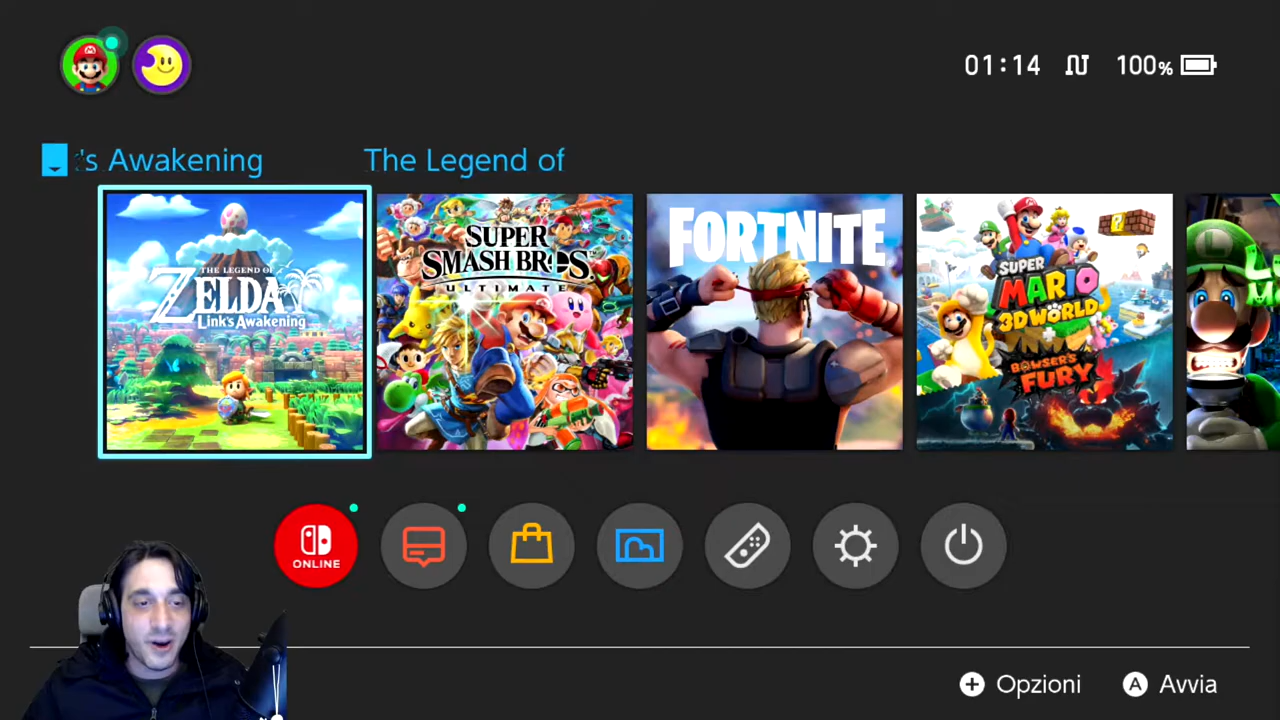 01:14 100%
's Awakening The Legend of
THE LEGEND OF
ZELDA
Link's Awakening
SUPER
SMASH BROS.
ULTIMATE
FORTNITE
SUPER
MARIO
3D WORLD
BOWSER'S
FURY
ONLINE
+ Opzioni A Avvia